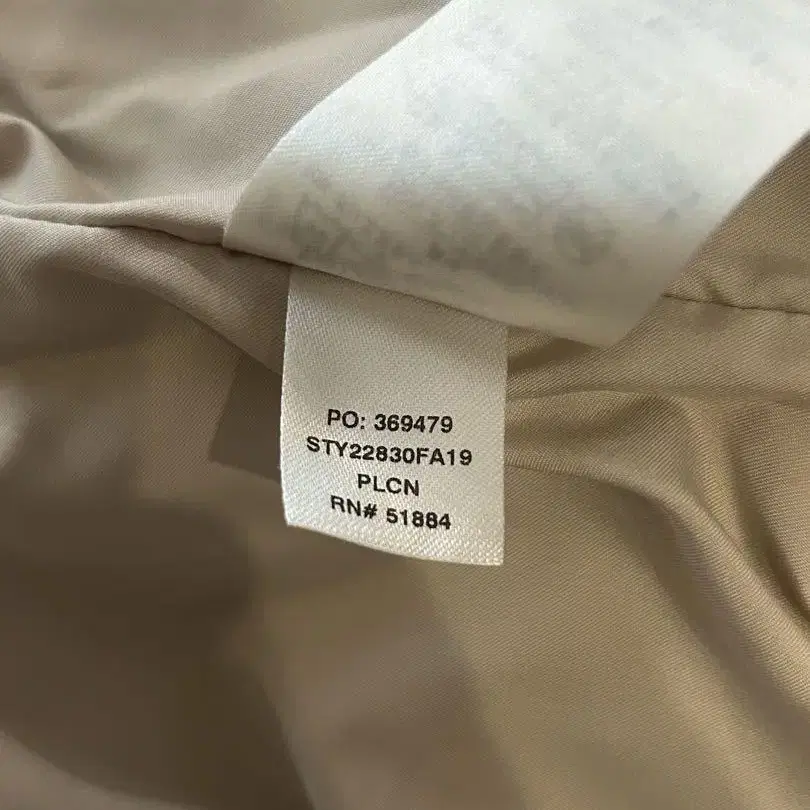 PO: 369479
STY22830FA19
PLCN
RN# 51884